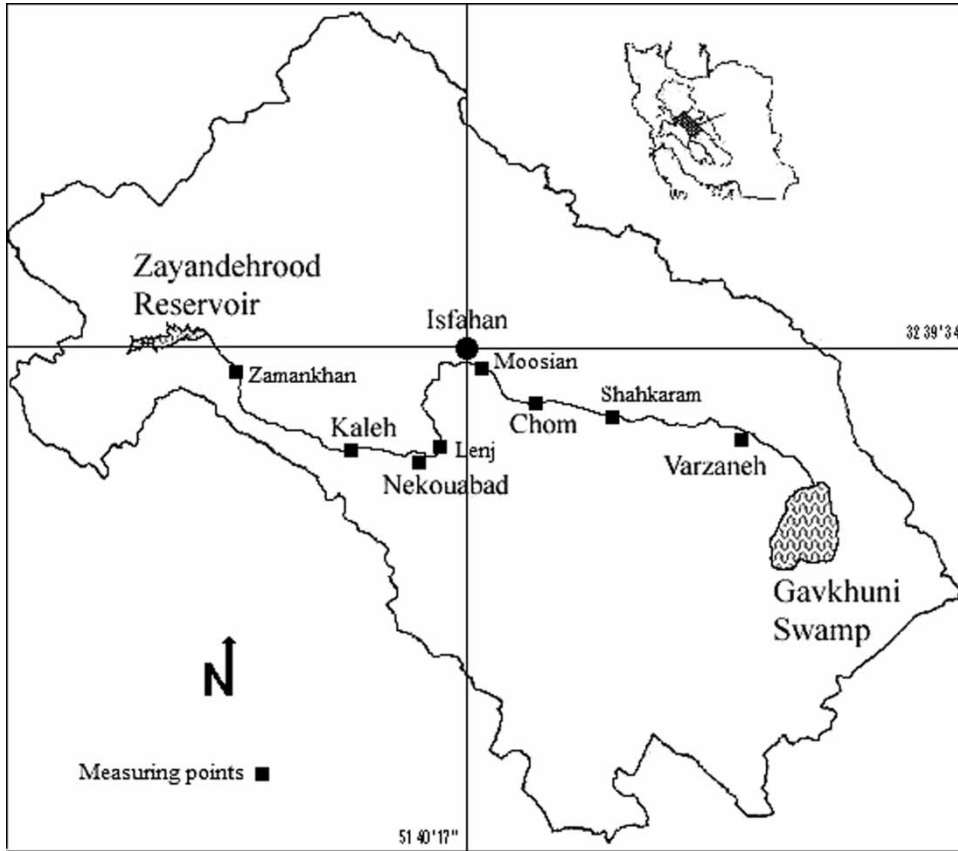 Zayandehrood
Reservoir
Isfahan
32 39'34
Moosian
Zamankhan
Shahkaram
Kaleh
Chom
Lenj
Varzaneh
Nekouabad
Gavkhuni
Swamp
N
Measuring points
51 40'17"